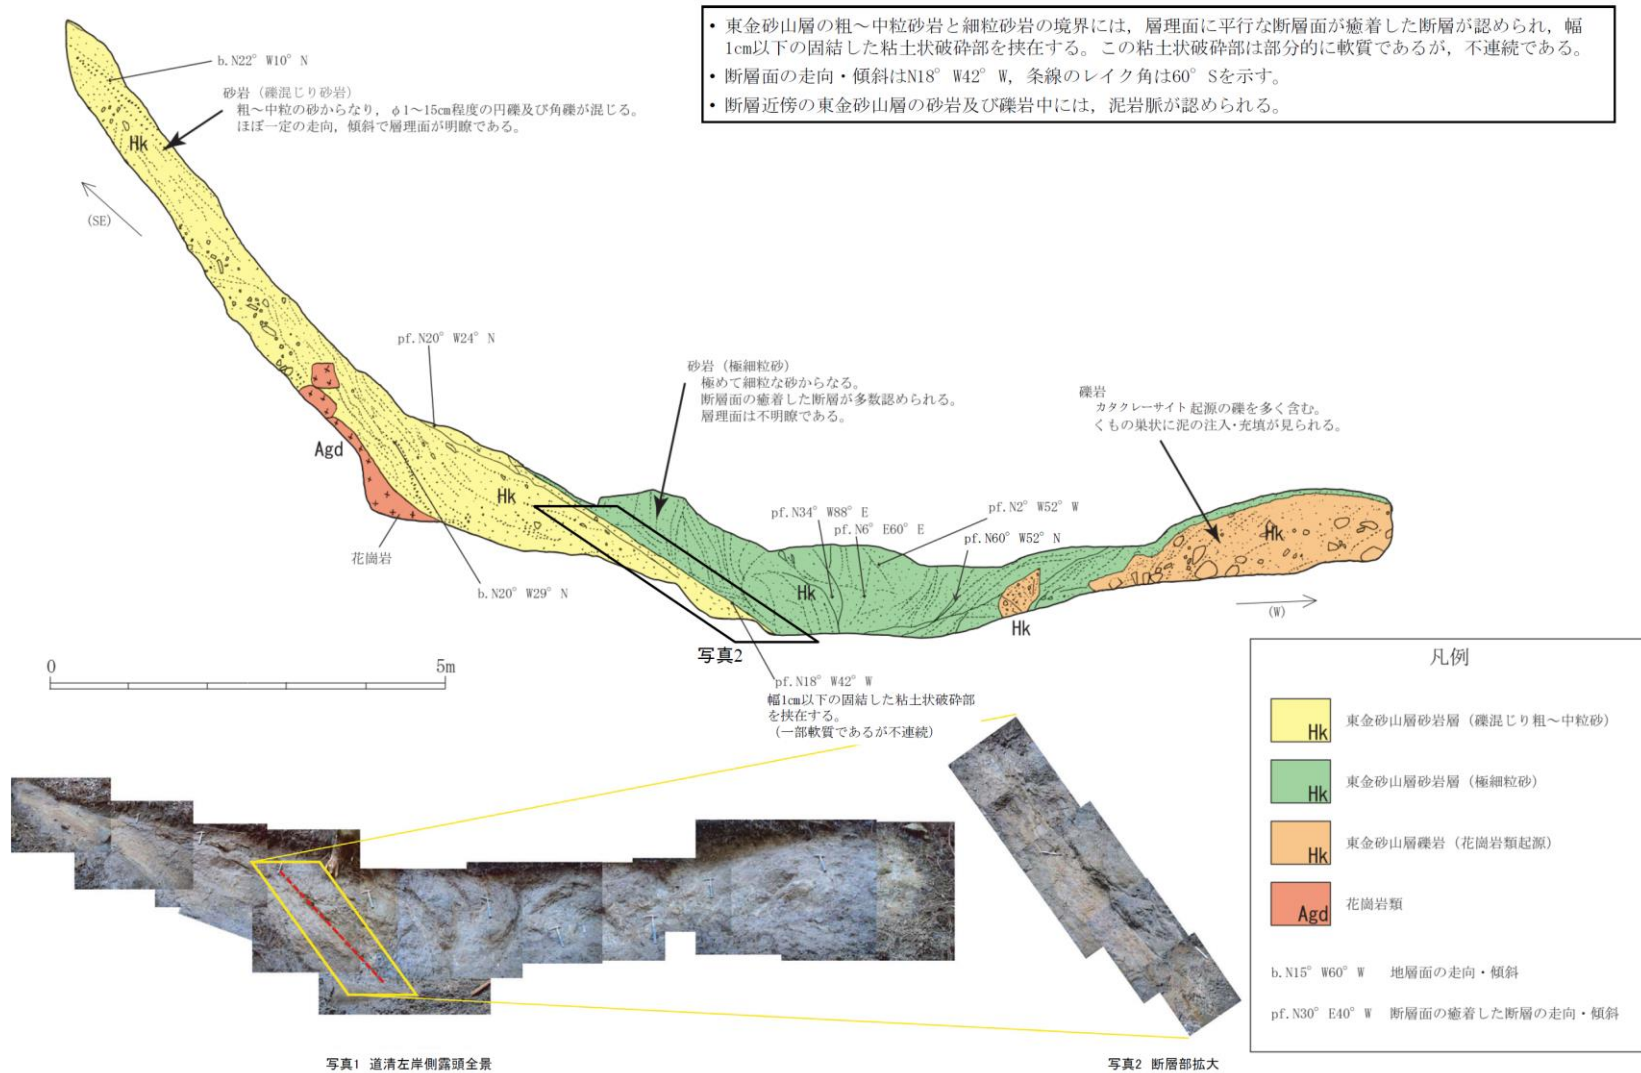 ・ 東金砂山層の粗～中粒砂岩と細粒砂岩の境界には，層理面に平行な断層面が癒着した断層が認められ，幅
1cm以下の固結した粘土状破砕部を挟在する。この粘土状破砕部は部分的に軟質であるが，不連続である。
・ 断層面の走向・傾斜はN18° W42° W，条線のレイク角は60° Sを示す。
・ 断層近傍の東金砂山層の砂岩及び礫岩中には，泥岩脈が認められる。
b.N22° W10° N
砂岩（礫混じり砂岩）
粗～中粒の砂からなり，φ1～15cm程度の円礫及び角礫が混じる。
ほぼ一定の走向，傾斜で層理面が明瞭である。
Hk
(SE)
pf.N20° W24° N
砂岩（極細粒砂）
極めて細粒な砂からなる。
断層面の癒着した断層が多数認められる。
層理面は不明瞭である。
礫岩
カタクレーサイト起源の礫を多く含む。
くもの巣状に泥の注入・充填が見られる。
Agd
Hk
花崗岩
b.N20° W29° N
pf.N34° W88° E
pf.N6° E60° E
pf.N2° W52° W
pf.N60° W52° N
Hk
Hk
Hk
(W)
写真2
0
5m
pf.N18° W42° W
幅1cm以下の固結した粘土状破砕部
を挟在する。
（一部軟質であるが不連続）
凡例
Hk 東金砂山層砂岩層（礫混じり粗～中粒砂）
Hk 東金砂山層砂岩層（極細粒砂）
Hk 東金砂山層礫岩（花崗岩類起源）
Agd 花崗岩類
b.N15° W60° W 地層面の走向・傾斜
pf.N30° E40° W 断層面の癒着した断層の走向・傾斜
写真1 道清左岸側露頭全景
写真2 断層部拡大